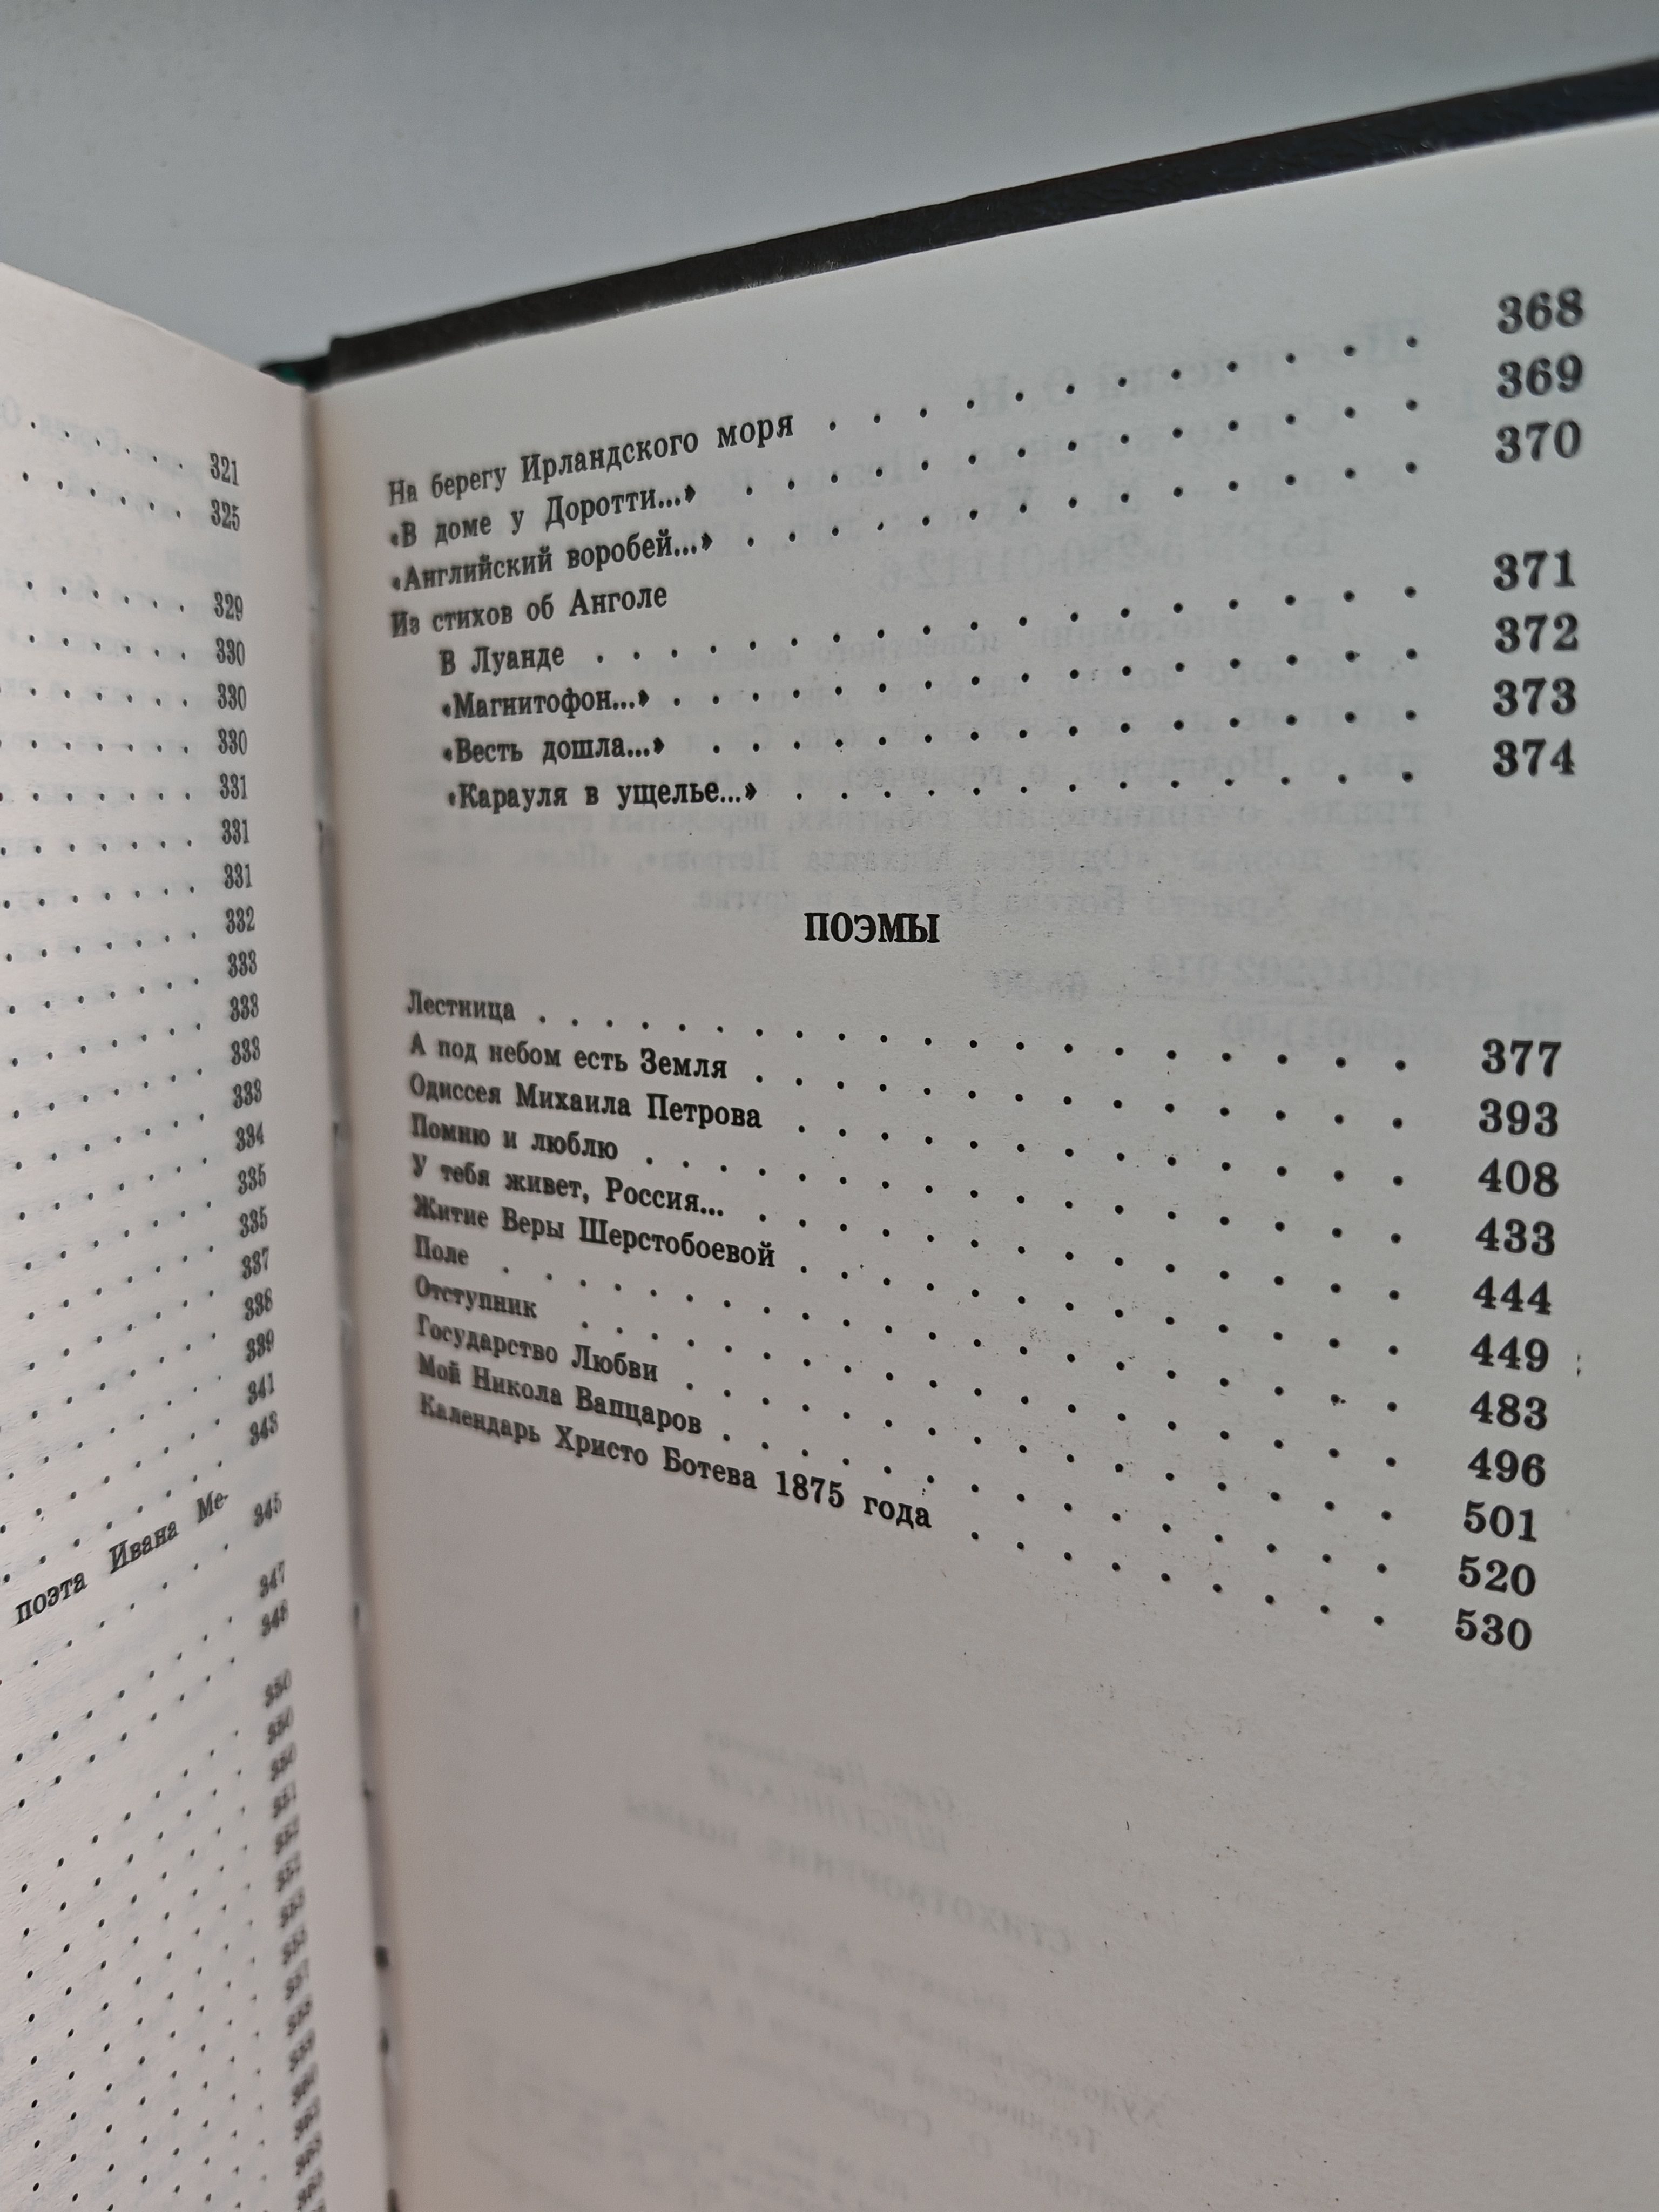 321
325
329
330
330
330
331
331
331
332
333
333
333
333
334
335
335
337
338
339
341
343
поэта Ивана Ме-
345
347
348
350
350
350
351
На берегу Ирландского моря . . . . . . . . . . . 368
«В доме у Доротти...» . . . . . . . . . . . . . . 369
«Английский воробей...» . . . . . . . . . . . . . 370
Из стихов об Анголе
В Луанде . . . . . . . . . . . . . . . . . 371
«Магнитофон...» . . . . . . . . . . . . . . . 372
«Весть дошла...» . . . . . . . . . . . . . . 373
«Карауля в ущелье...» . . . . . . . . . . . . 374
ПОЭМЫ
Лестница . . . . . . . . . . . . . . . . . . 377
А под небом есть Земля . . . . . . . . . . . . . 393
Одиссея Михаила Петрова . . . . . . . . . . . . 408
Помню и люблю . . . . . . . . . . . . . . . 433
У тебя живет, Россия... . . . . . . . . . . . . . 444
Житие Веры Шерстобоевой . . . . . . . . . . . . 449
Поле . . . . . . . . . . . . . . . . . . . 483
Отступник . . . . . . . . . . . . . . . . . 496
Государство Любви . . . . . . . . . . . . . . 501
Мой Никола Вапцаров . . . . . . . . . . . . . 520
Календарь Христо Ботева 1875 года . . . . . . . . 530